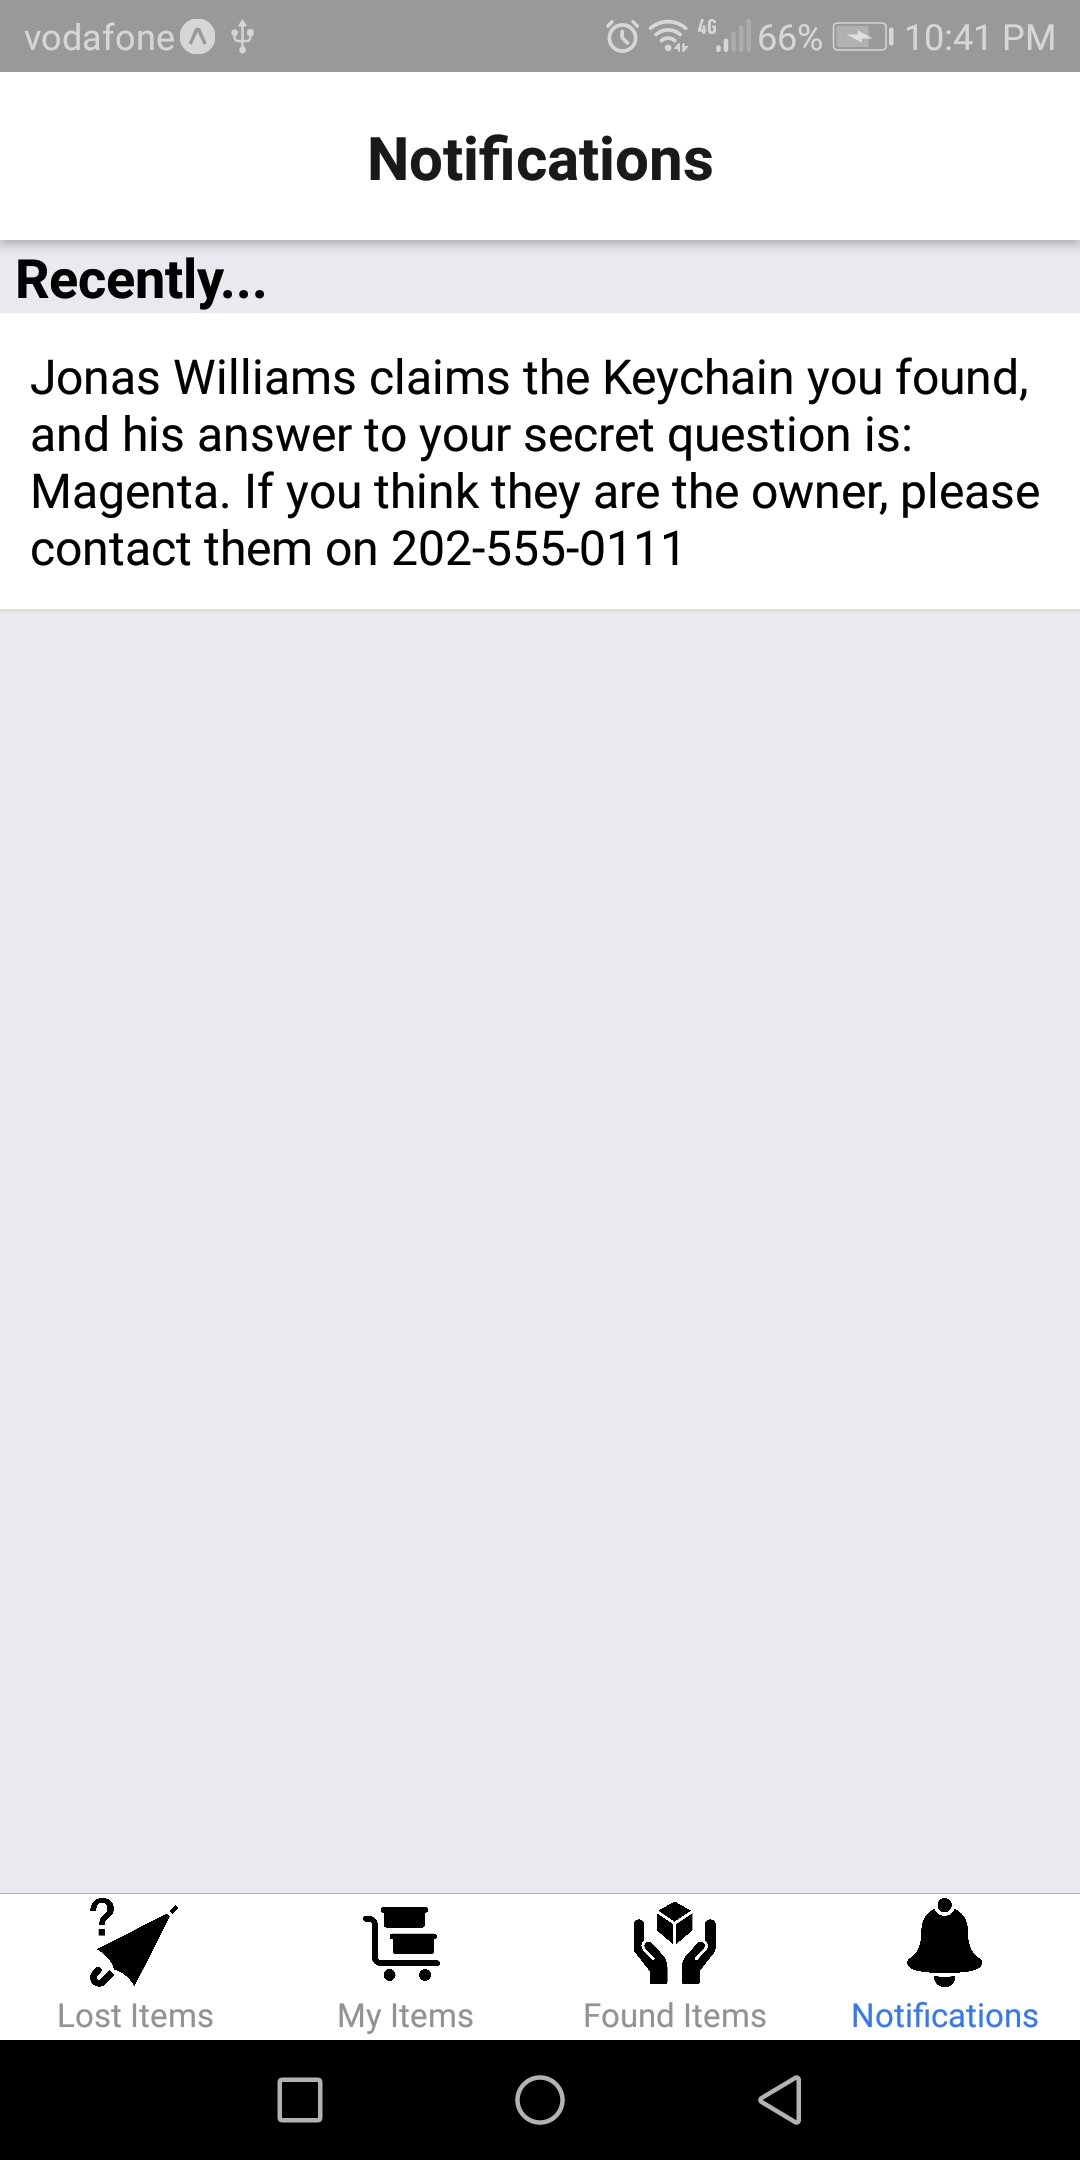 vodafone 4G 66% 10:41 PM
Notifications
Recently...
Jonas Williams claims the Keychain you found,
and his answer to your secret question is:
Magenta. If you think they are the owner, please
contact them on 202-555-0111
?
Lost Items My Items Found Items Notifications